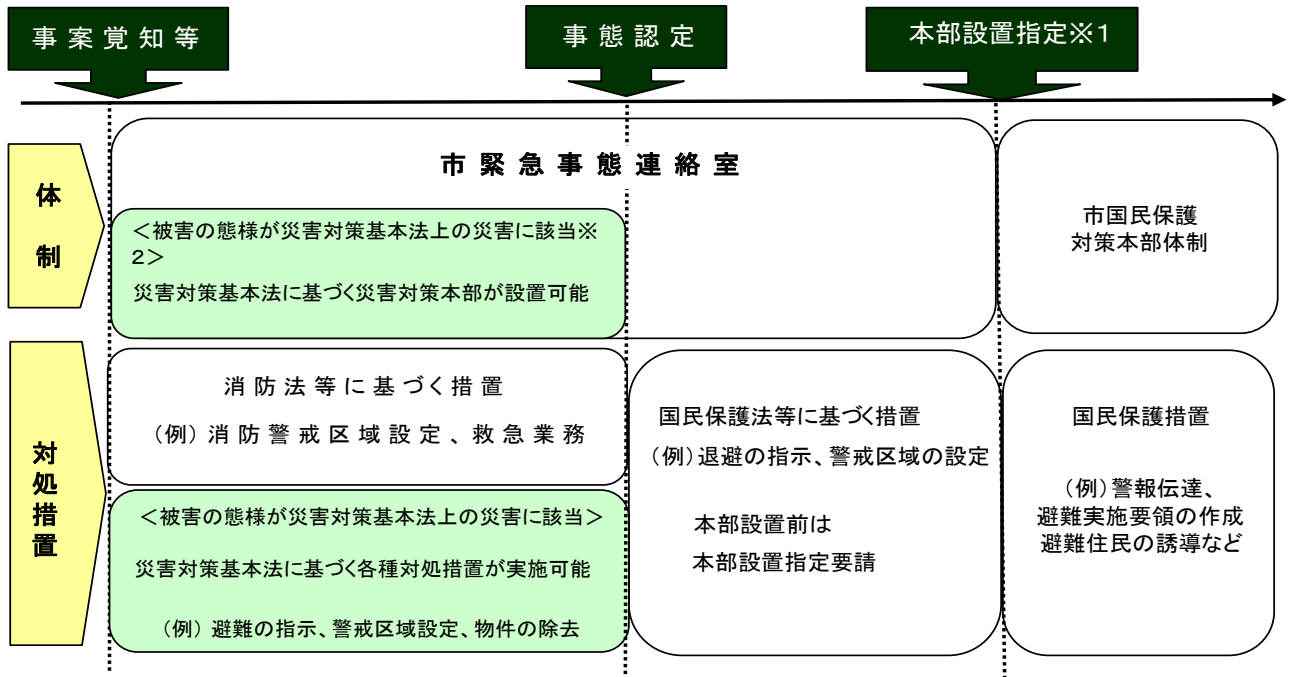 事案覚知等
事態認定
本部設置指定※1
体制
市緊急事態連絡室
＜被害の態様が災害対策基本法上の災害に該当※
2＞
災害対策基本法に基づく災害対策本部が設置可能
市国民保護
対策本部体制
対処措置
消防法等に基づく措置
（例）消防警戒区域設定、救急業務
＜被害の態様が災害対策基本法上の災害に該当＞
災害対策基本法に基づく各種対処措置が実施可能
（例）避難の指示、警戒区域設定、物件の除去
国民保護法等に基づく措置
（例）退避の指示、警戒区域の設定
本部設置前は
本部設置指定要請
国民保護措置
（例）警報伝達、
避難実施要領の作成
避難住民の誘導など